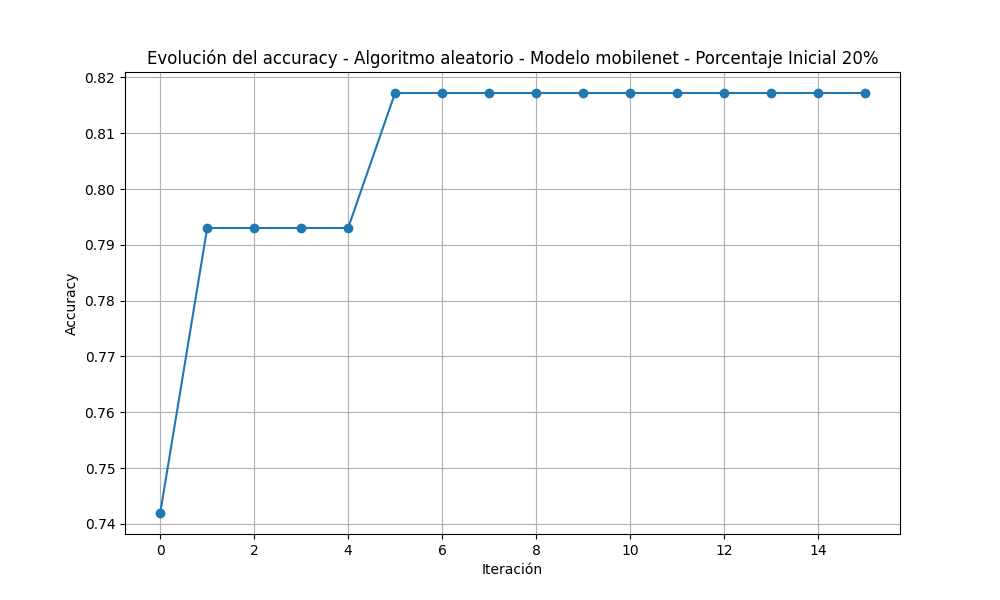 Evolución del accuracy - Algoritmo aleatorio - Modelo mobilenet - Porcentaje Inicial 20%
0.82
0.81
0.80
0.79
0.78
0.77
0.76
0.75
0.74
Accuracy
0 2 4 6 8 10 12 14
Iteración